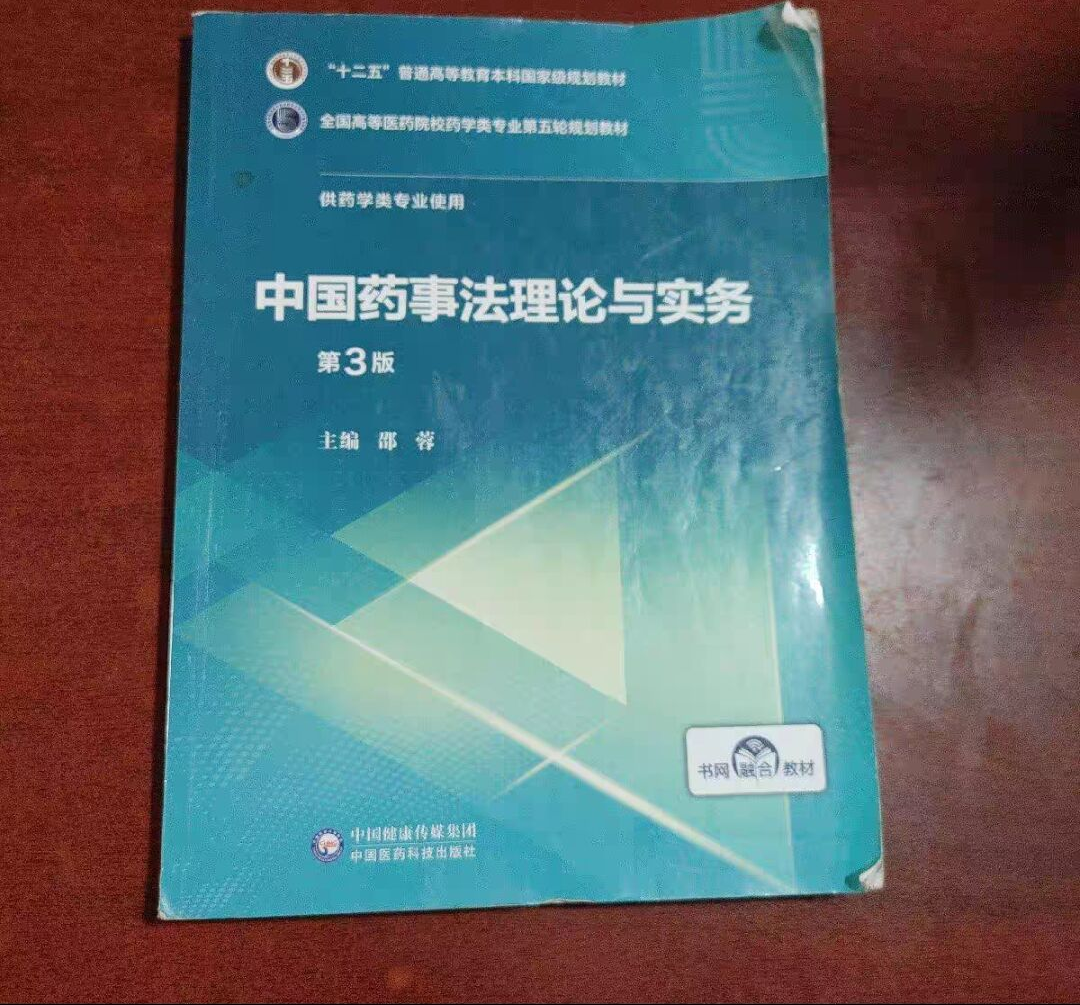 “十二五”普通高等教育本科国家级规划教材
全国高等医药院校药学类专业第五轮规划教材
供药学类专业使用
中国药事法理论与实务
第3版
主编 邵 蓉
书网融合教材
中国健康传媒集团
中国医药科技出版社